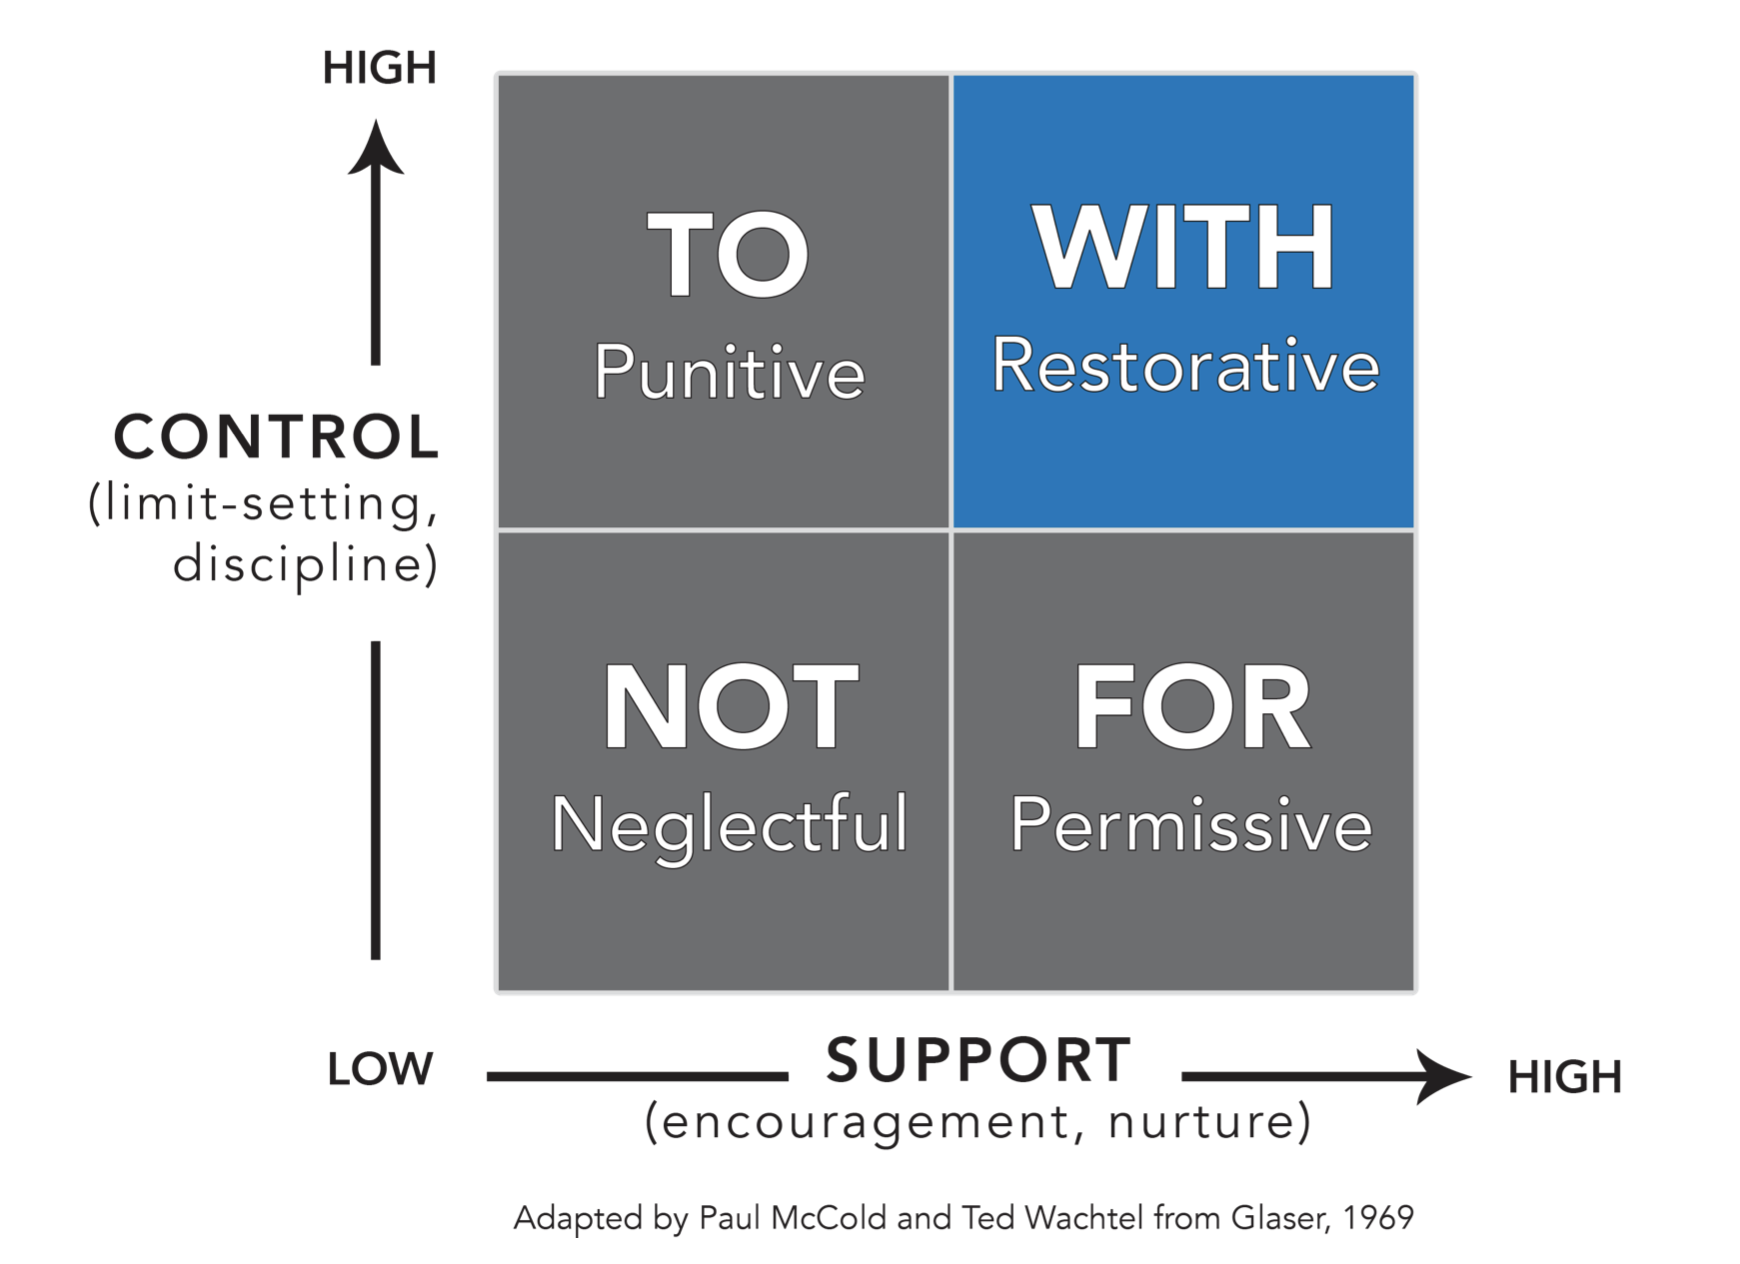 HIGH
TO
Punitive
WITH
Restorative
CONTROL
(limit-setting,
discipline)
NOT
Neglectful
FOR
Permissive
LOW
SUPPORT
HIGH
(encouragement, nurture)
Adapted by Paul McCold and Ted Wachtel from Glaser, 1969